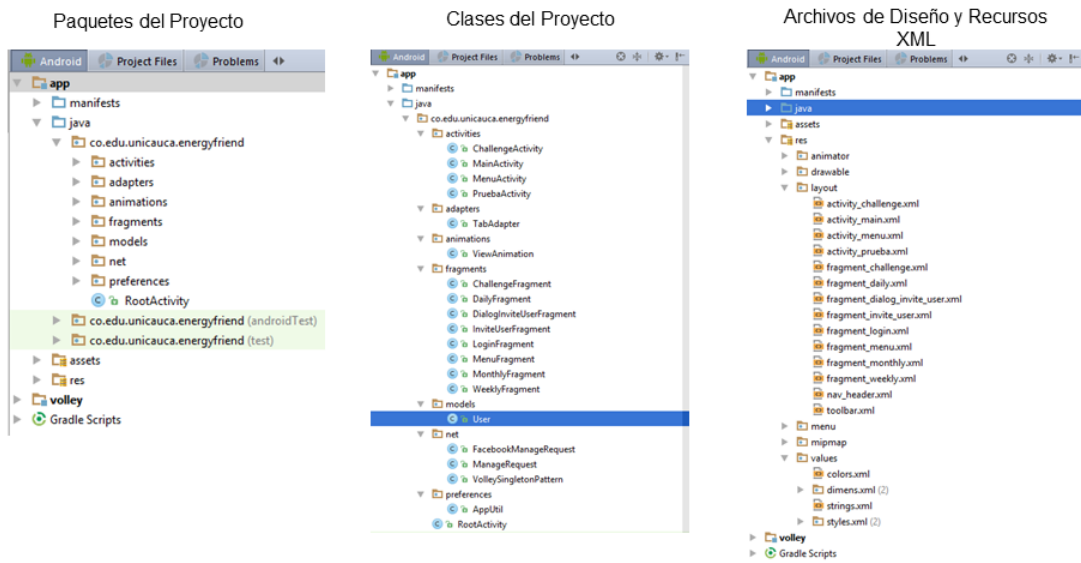 Paquetes del Proyecto
Android Project Files Problems
app
manifests
java
co.edu.unicauca.energyfriend
activities
adapters
animations
fragments
models
net
preferences
RootActivity
co.edu.unicauca.energyfriend (androidTest)
co.edu.unicauca.energyfriend (test)
assets
res
volley
Gradle Scripts
Clases del Proyecto
Android Project Files Problems
app
manifests
java
co.edu.unicauca.energyfriend
activities
ChallengeActivity
MainActivity
MenuActivity
PruebaActivity
adapters
TabAdapter
animations
ViewAnimation
fragments
ChallengeFragment
DailyFragment
DialogInviteUserFragment
InviteUserFragment
LoginFragment
MenuFragment
MonthlyFragment
WeeklyFragment
models
User
net
FacebookManageRequest
ManageRequest
VolleySingletonPattern
preferences
AppUtil
RootActivity
Archivos de Diseño y Recursos
XML
Android Project Files Problems
app
manifests
java
assets
res
animator
drawable
layout
activity_challenge.xml
activity_main.xml
activity_menu.xml
activity_prueba.xml
fragment_challenge.xml
fragment_daily.xml
fragment_dialog_invite_user.xml
fragment_invite_user.xml
fragment_login.xml
fragment_menu.xml
fragment_monthly.xml
fragment_weekly.xml
nav_header.xml
toolbar.xml
menu
mipmap
values
colors.xml
dimens.xml (2)
strings.xml
styles.xml (2)
volley
Gradle Scripts